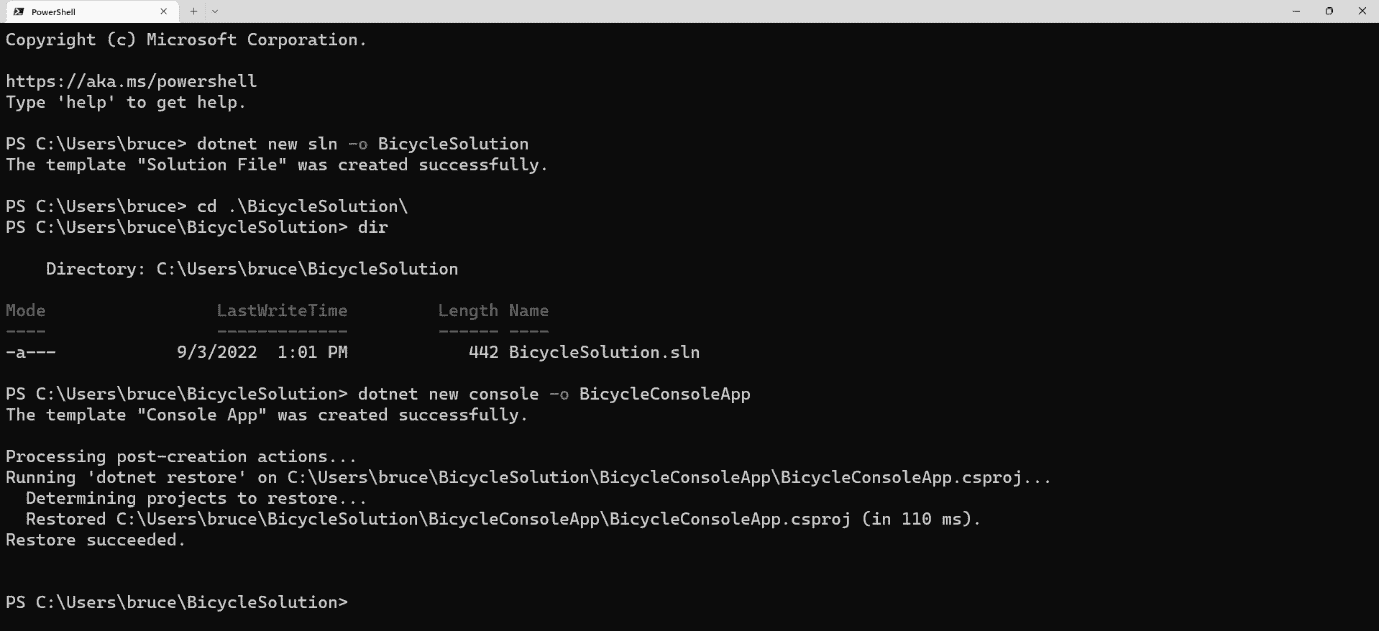 PowerShell
Copyright (c) Microsoft Corporation.
https://aka.ms/powershell
Type 'help' to get help.
PS C:\Users\bruce> dotnet new sln -o BicycleSolution
The template "Solution File" was created successfully.
PS C:\Users\bruce> cd .\BicycleSolution\
PS C:\Users\bruce\BicycleSolution> dir
    Directory: C:\Users\bruce\BicycleSolution
Mode                 LastWriteTime         Length Name
----                 -------------         ------ ----
-a---            9/3/2022  1:01 PM            442 BicycleSolution.sln
PS C:\Users\bruce\BicycleSolution> dotnet new console -o BicycleConsoleApp
The template "Console App" was created successfully.
Processing post-creation actions...
Running 'dotnet restore' on C:\Users\bruce\BicycleSolution\BicycleConsoleApp\BicycleConsoleApp.csproj...
  Determining projects to restore...
  Restored C:\Users\bruce\BicycleSolution\BicycleConsoleApp\BicycleConsoleApp.csproj (in 110 ms).
Restore succeeded.
PS C:\Users\bruce\BicycleSolution>